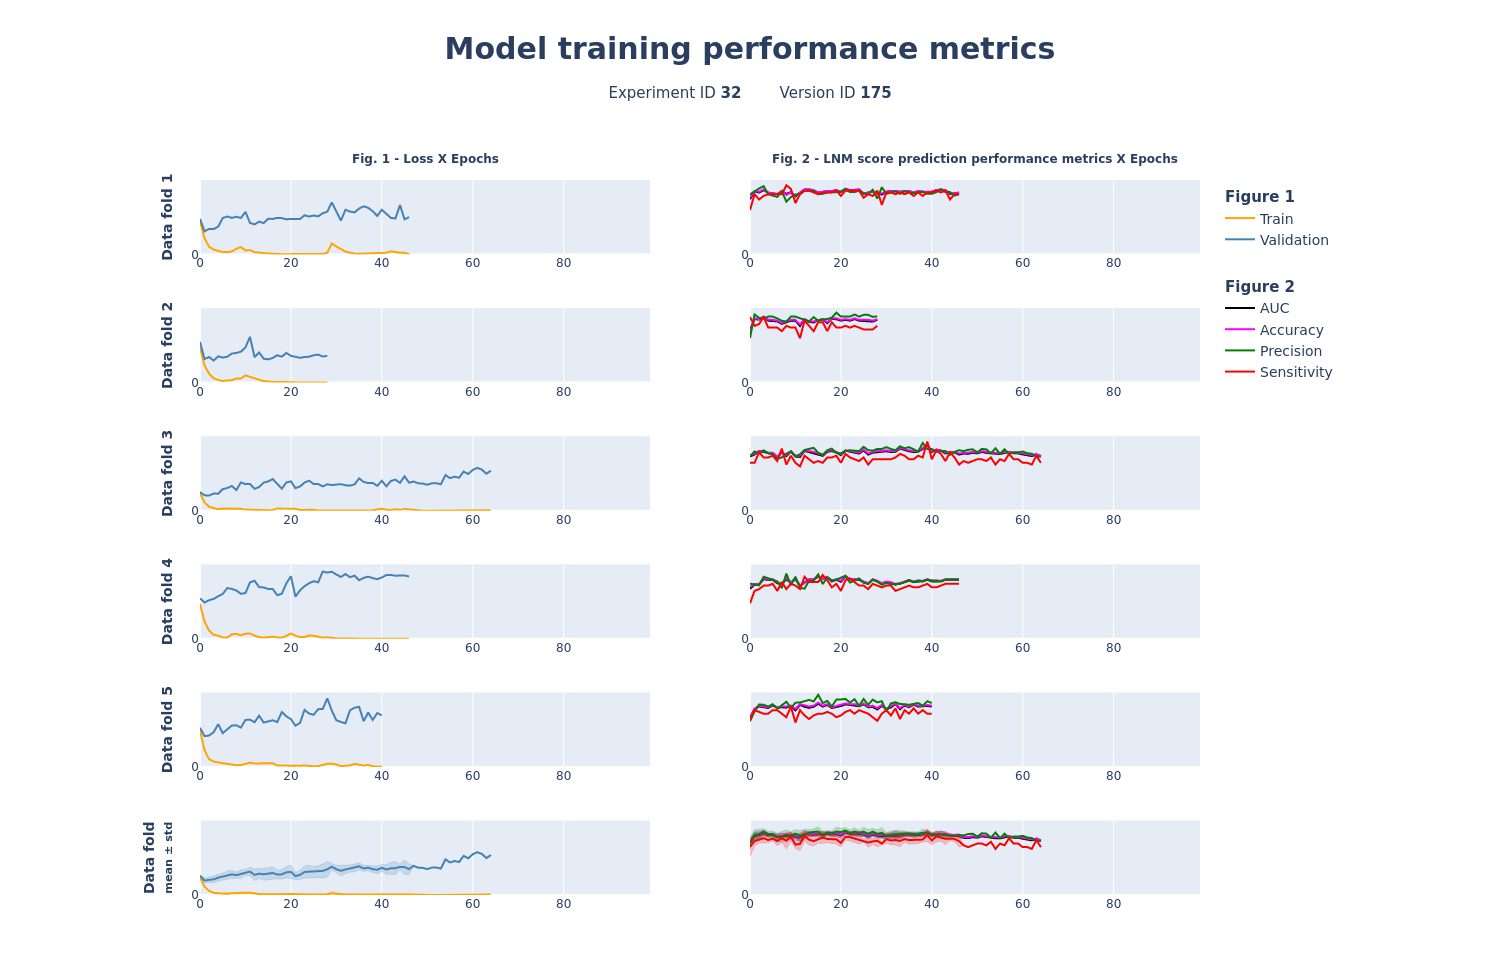 Model training performance metrics
Experiment ID 32 Version ID 175
Fig. 1 - Loss X Epochs
Fig. 2 - LNM score prediction performance metrics X Epochs
Data fold 1
0
0 20 40 60 80
0
0 20 40 60 80
Figure 1
Train
Validation
Figure 2
AUC
Accuracy
Precision
Sensitivity
Data fold 2
0
0 20 40 60 80
0
0 20 40 60 80
Data fold 3
0
0 20 40 60 80
0
0 20 40 60 80
Data fold 4
0
0 20 40 60 80
0
0 20 40 60 80
Data fold 5
0
0 20 40 60 80
0
0 20 40 60 80
Data fold
mean ± std
0
0 20 40 60 80
0
0 20 40 60 80